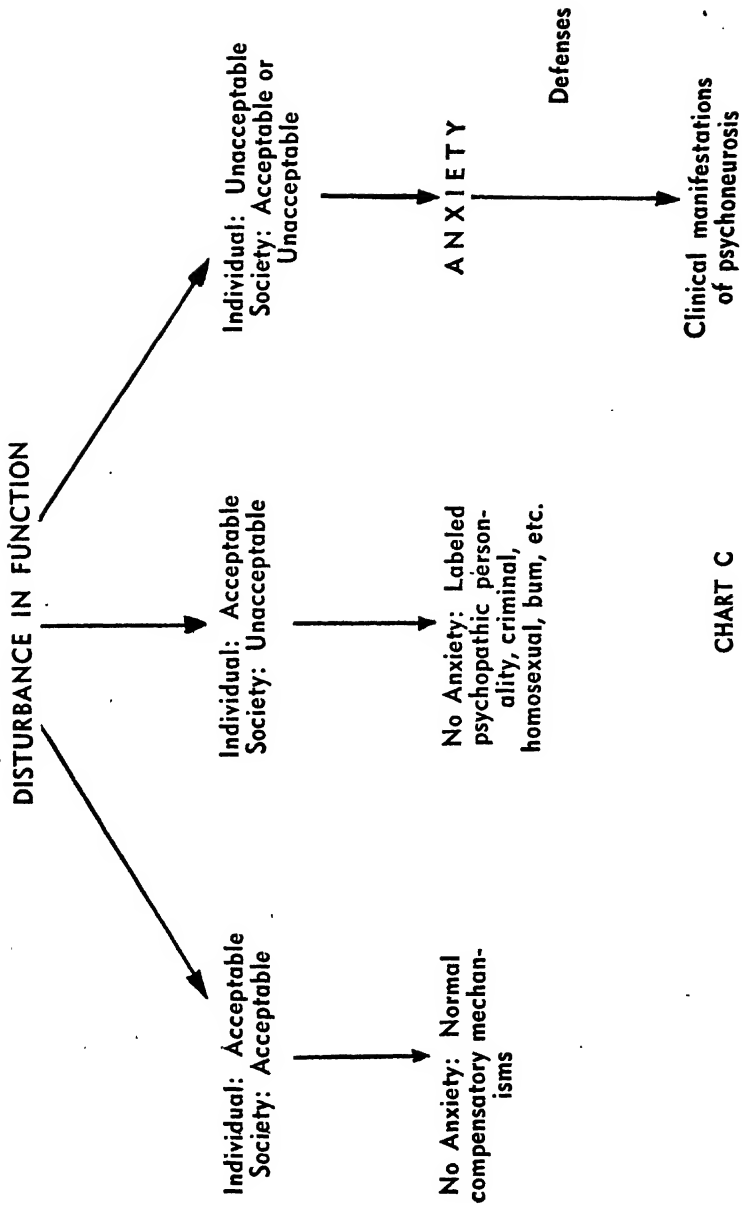 DISTURBANCE IN FUNCTION
Individual: Acceptable
Society: Acceptable
No Anxiety: Normal
compensatory mechan-
isms
Individual: Acceptable
Society: Unacceptable
No Anxiety: Labeled
psychopathic person-
ality, criminal,
homosexual, bum, etc.
Individual: Unacceptable
Society: Acceptable or
Unacceptable
ANXIETY
Defenses
Clinical manifestations
of psychoneurosis
CHART C